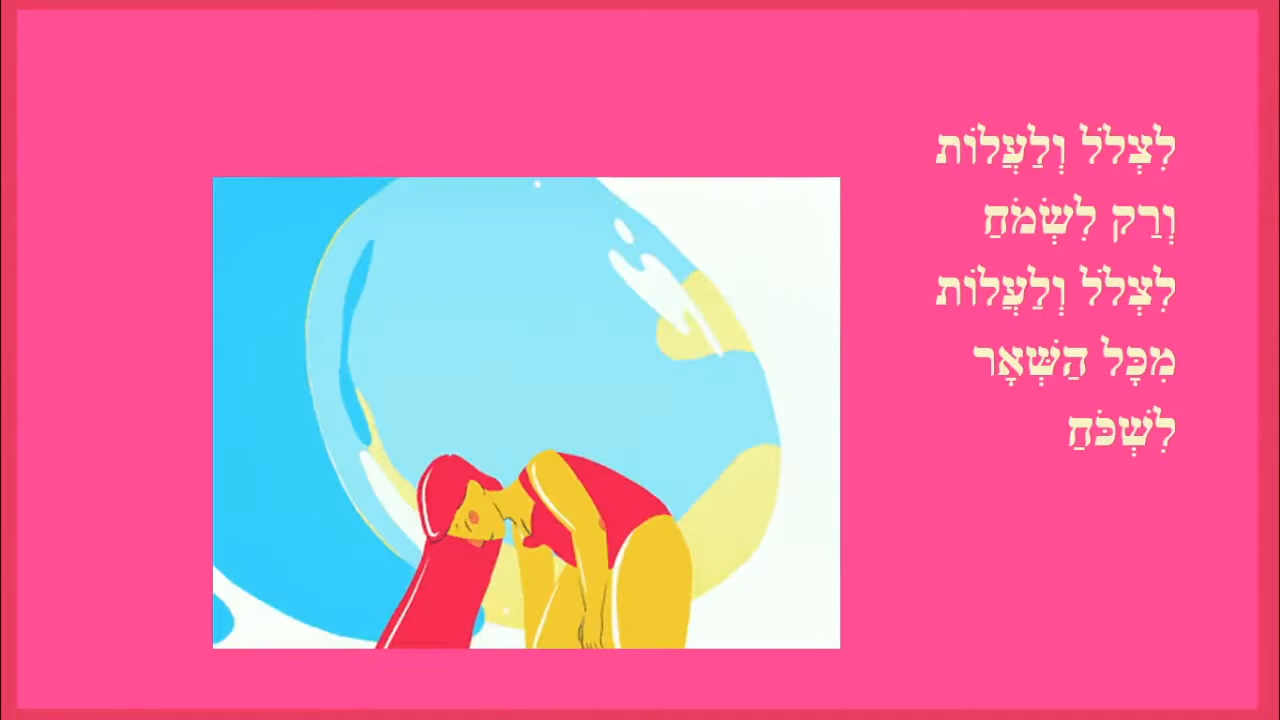 לִצְלֹל וְלַעֲלוֹת
וְרַק לִשְׂמֹחַ
לִצְלֹל וְלַעֲלוֹת
מִכָּל הַשְּׁאָר
לִשְׁכֹּחַ